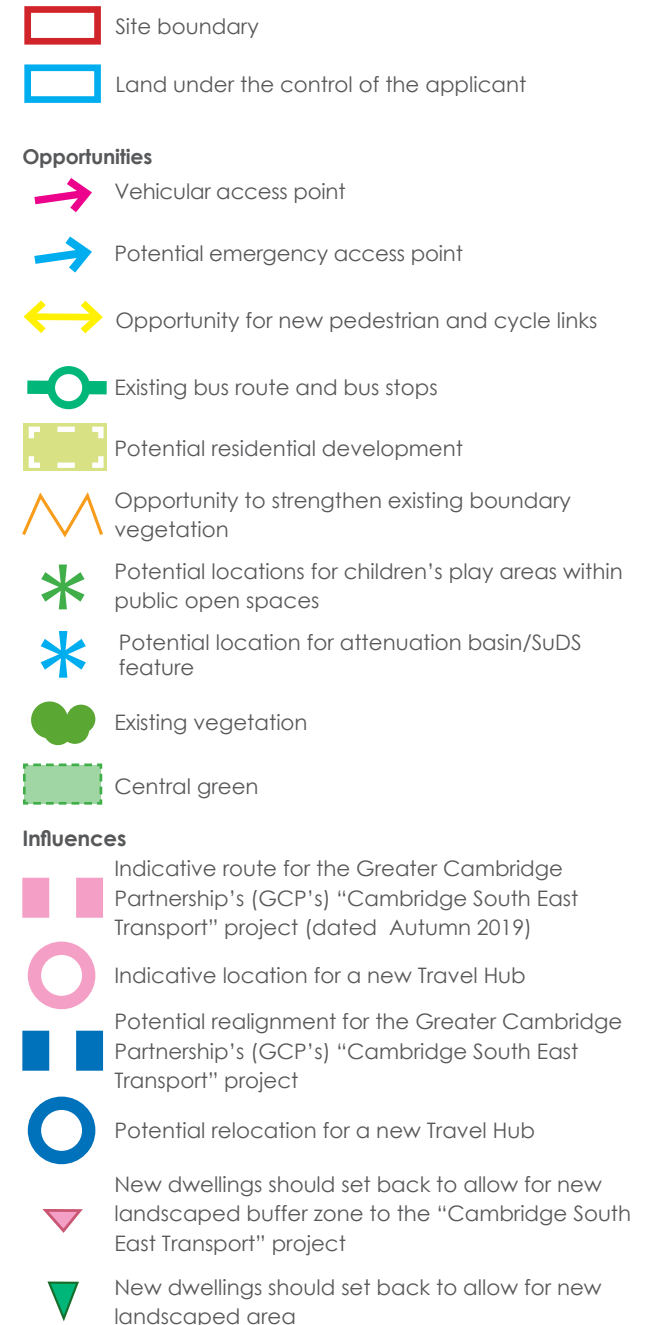 Site boundary
Land under the control of the applicant
Opportunities
Vehicular access point
Potential emergency access point
Opportunity for new pedestrian and cycle links
Existing bus route and bus stops
Potential residential development
Opportunity to strengthen existing boundary
vegetation
Potential locations for children's play areas within
public open spaces
Potential location for attenuation basin/SuDS
feature
Existing vegetation
Central green
Influences
Indicative route for the Greater Cambridge
Partnership's (GCP's) “Cambridge South East
Transport” project (dated Autumn 2019)
Indicative location for a new Travel Hub
Potential realignment for the Greater Cambridge
Partnership's (GCP's) “Cambridge South East
Transport” project
Potential relocation for a new Travel Hub
New dwellings should set back to allow for new
landscaped buffer zone to the “Cambridge South
East Transport” project
New dwellings should set back to allow for new
landscaped area